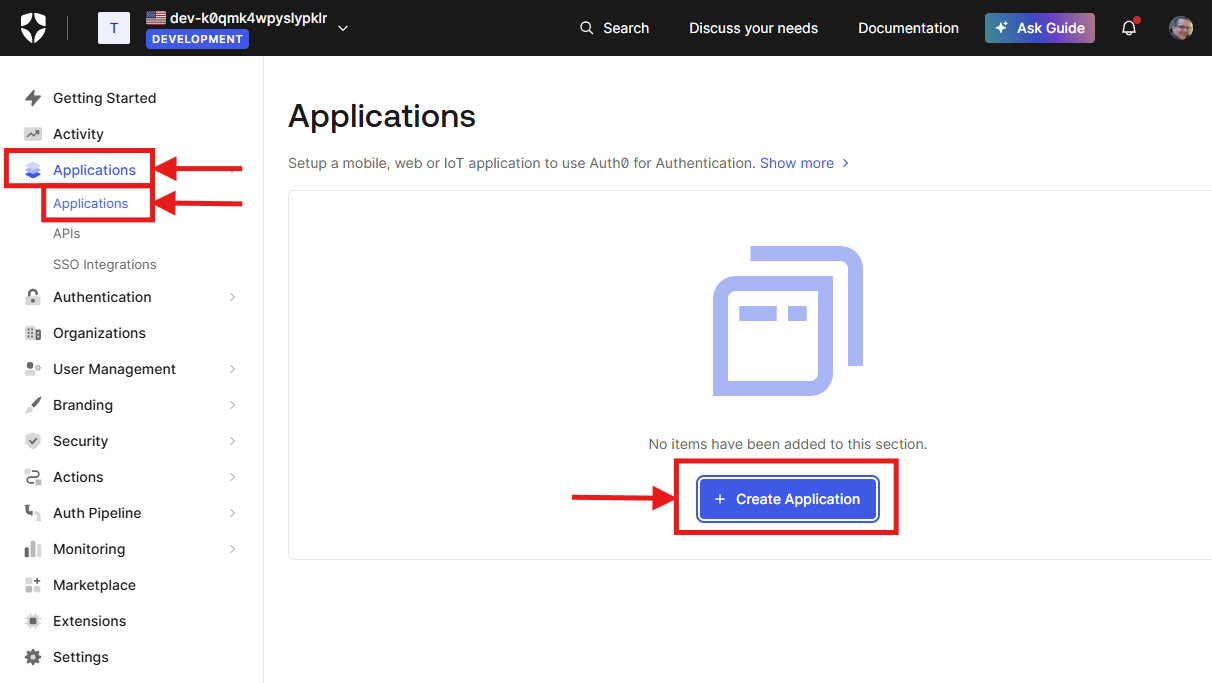 T
dev-k0qmk4wpyslypklr
DEVELOPMENT
Search
Discuss your needs
Documentation
Ask Guide
Getting Started
Activity
Applications
Applications
APIs
SSO Integrations
Authentication
Organizations
User Management
Branding
Security
Actions
Auth Pipeline
Monitoring
Marketplace
Extensions
Settings
Applications
Setup a mobile, web or IoT application to use Auth0 for Authentication. Show more
No items have been added to this section.
+ Create Application